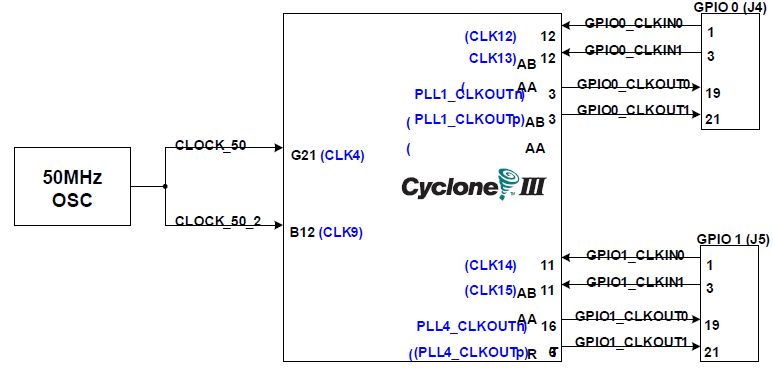 GPIO 0 (J4)
GPIO0_CLKIN0
(CLK12) 12 1
GPIO0_CLKIN1
CLK13) AB 12 3
( AA GPIO0_CLKOUT0
PLL1_CLKOUTn) 3 19
GPIO0_CLKOUT1
( PLL1_CLKOUTp) AB 3 21
( AA
CLOCK_50
G21 (CLK4)
50MHz
OSC
Cyclone III
CLOCK_50_2
B12 (CLK9)
GPIO 1 (J5)
GPIO1_CLKIN0
(CLK14) 11 1
GPIO1_CLKIN1
(CLK15) AB 11 3
AA GPIO1_CLKOUT0
PLL4_CLKOUTn) 16 19
GPIO1_CLKOUT1
((PLL4_CLKOUTp) R 21